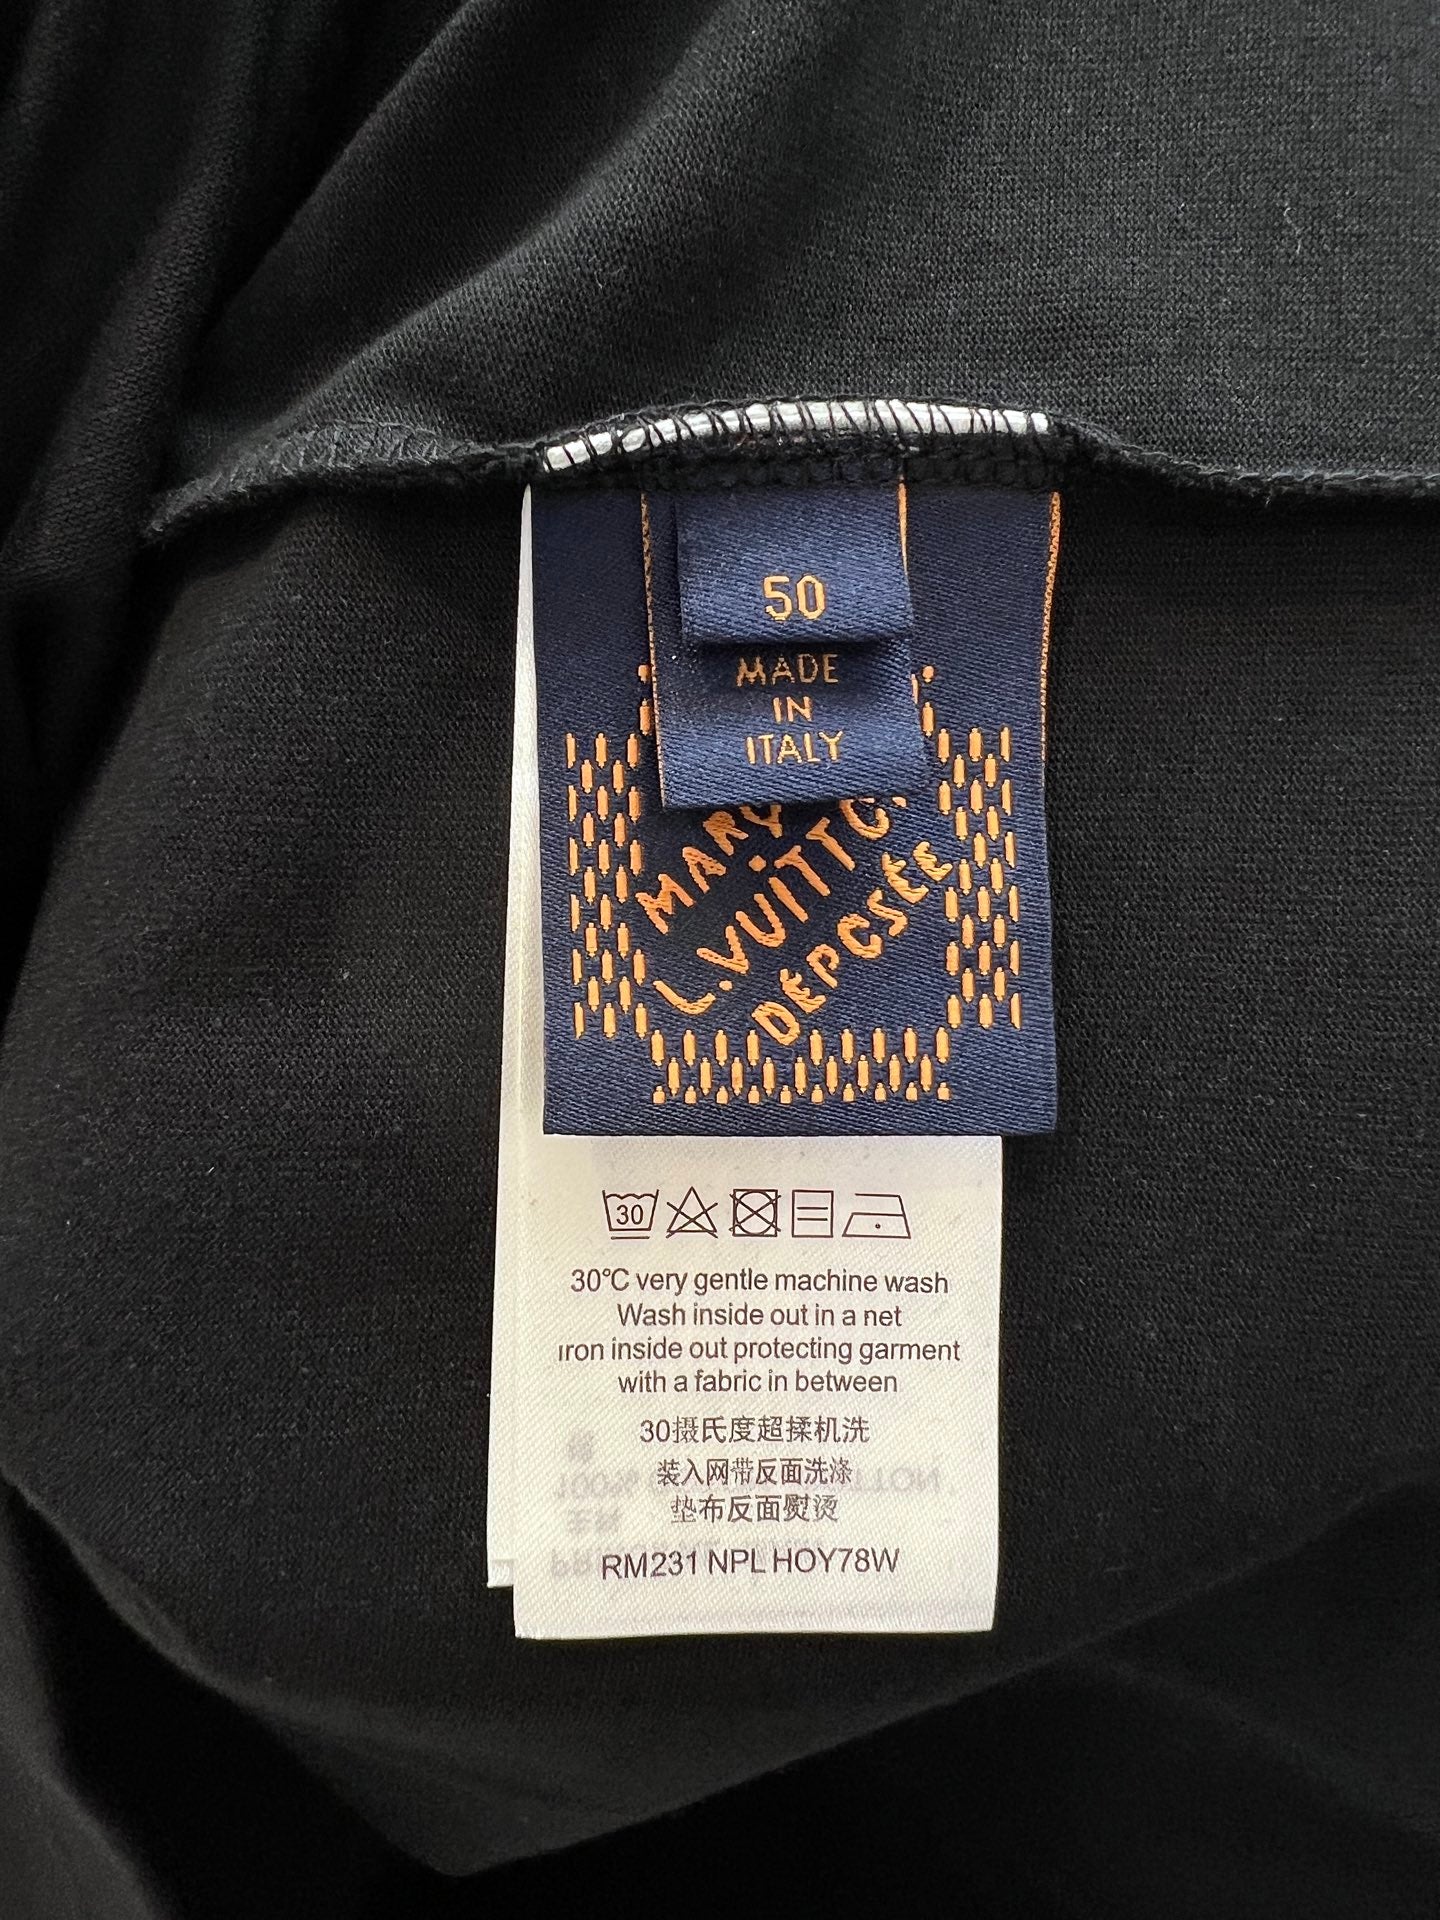 50
MADE
IN
ITALY
L.VUITTC
DEPCSÉE
30
30°C very gentle machine wash
Wash inside out in a net
Iron inside out protecting garment
with a fabric in between
30摄氏度超揉机洗
装入网带反面洗涤
垫布反面熨烫
RM231 NPL HOY78W